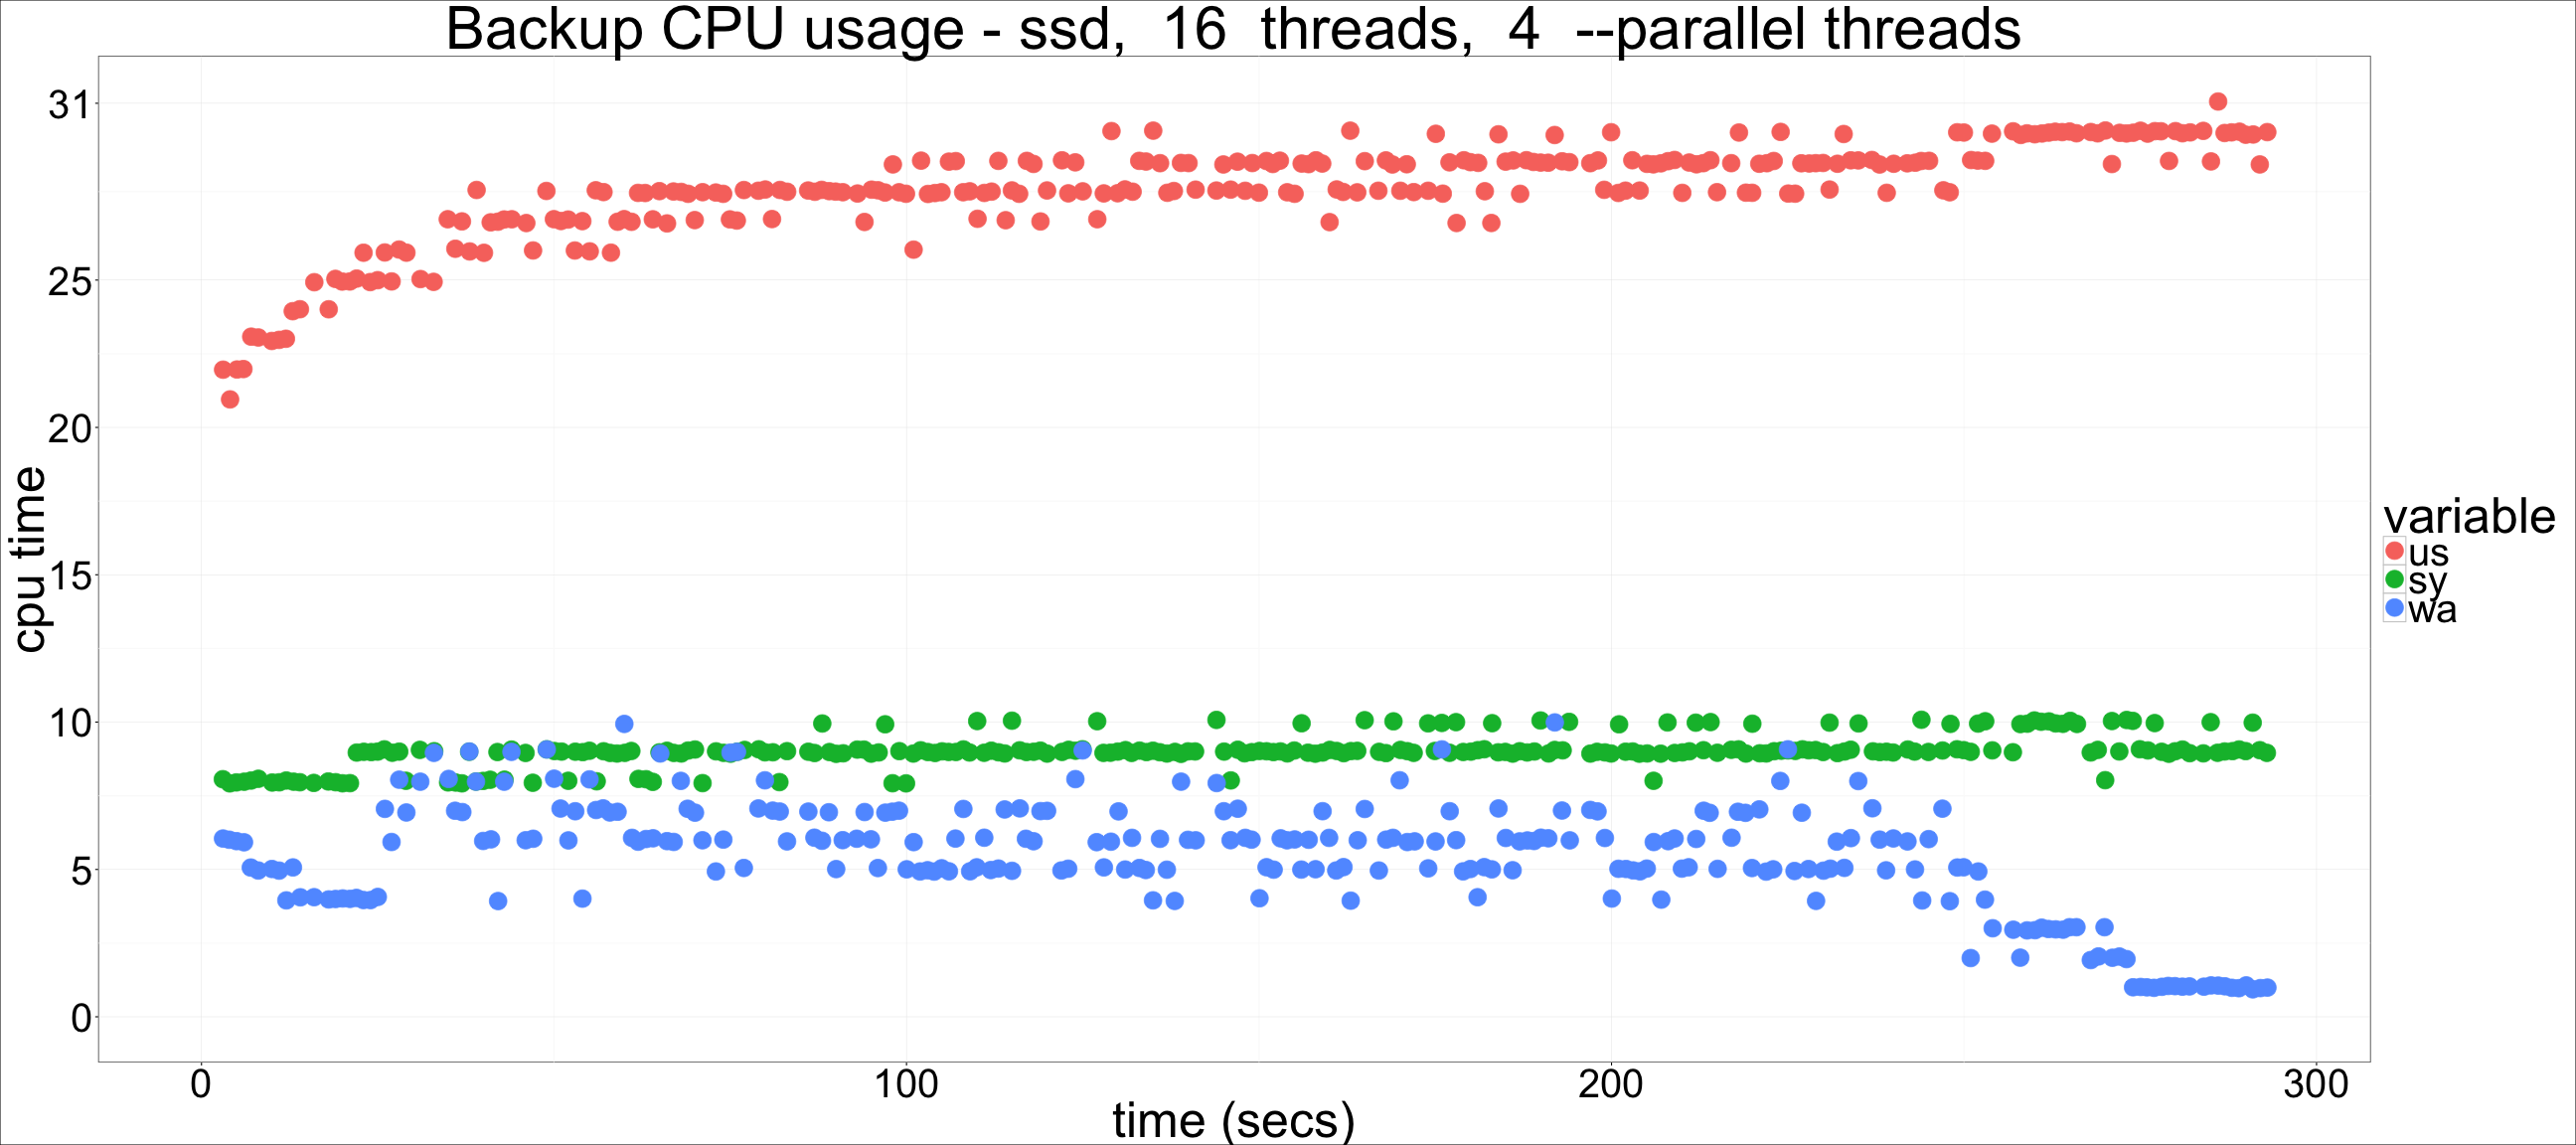 Backup CPU usage - ssd,  16  threads,  4  --parallel threads
31
25
20
15
10
5
0
cpu time
0 100 200 300
time (secs)
variable
us
sy
wa